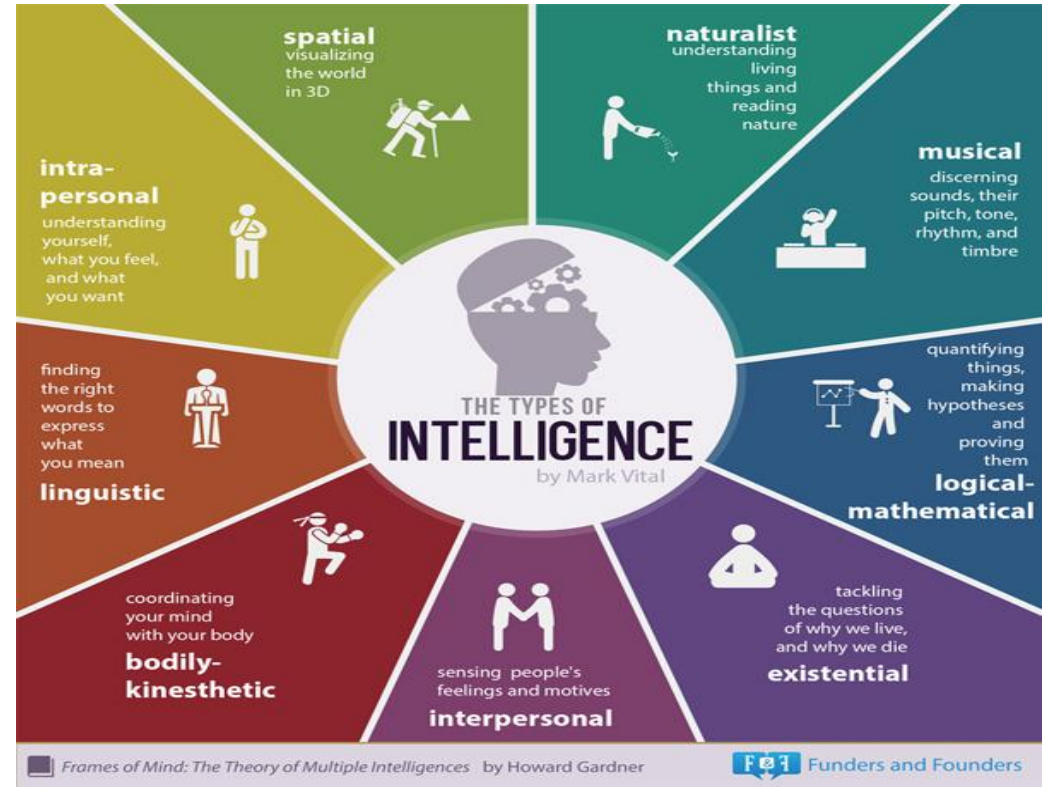 spatial
visualizing
the world
in 3D
naturalist
understanding
living
things and
reading
nature
musical
discerning
sounds, their
pitch, tone,
rhythm, and
timbre
quantifying
things,
making
hypotheses
and
proving
them
logical-
mathematical
tackling
the questions
of why we live,
and why we die
existential
sensing people's
feelings and motives
interpersonal
coordinating
your mind
with your body
bodily-
kinesthetic
finding
the right
words to
express
what
you mean
linguistic
intra-
personal
understanding
yourself,
what you feel,
and what
you want
THE TYPES OF
INTELLIGENCE
by Mark Vital
Frames of Mind: The Theory of Multiple Intelligences by Howard Gardner
F&F Funders and Founders